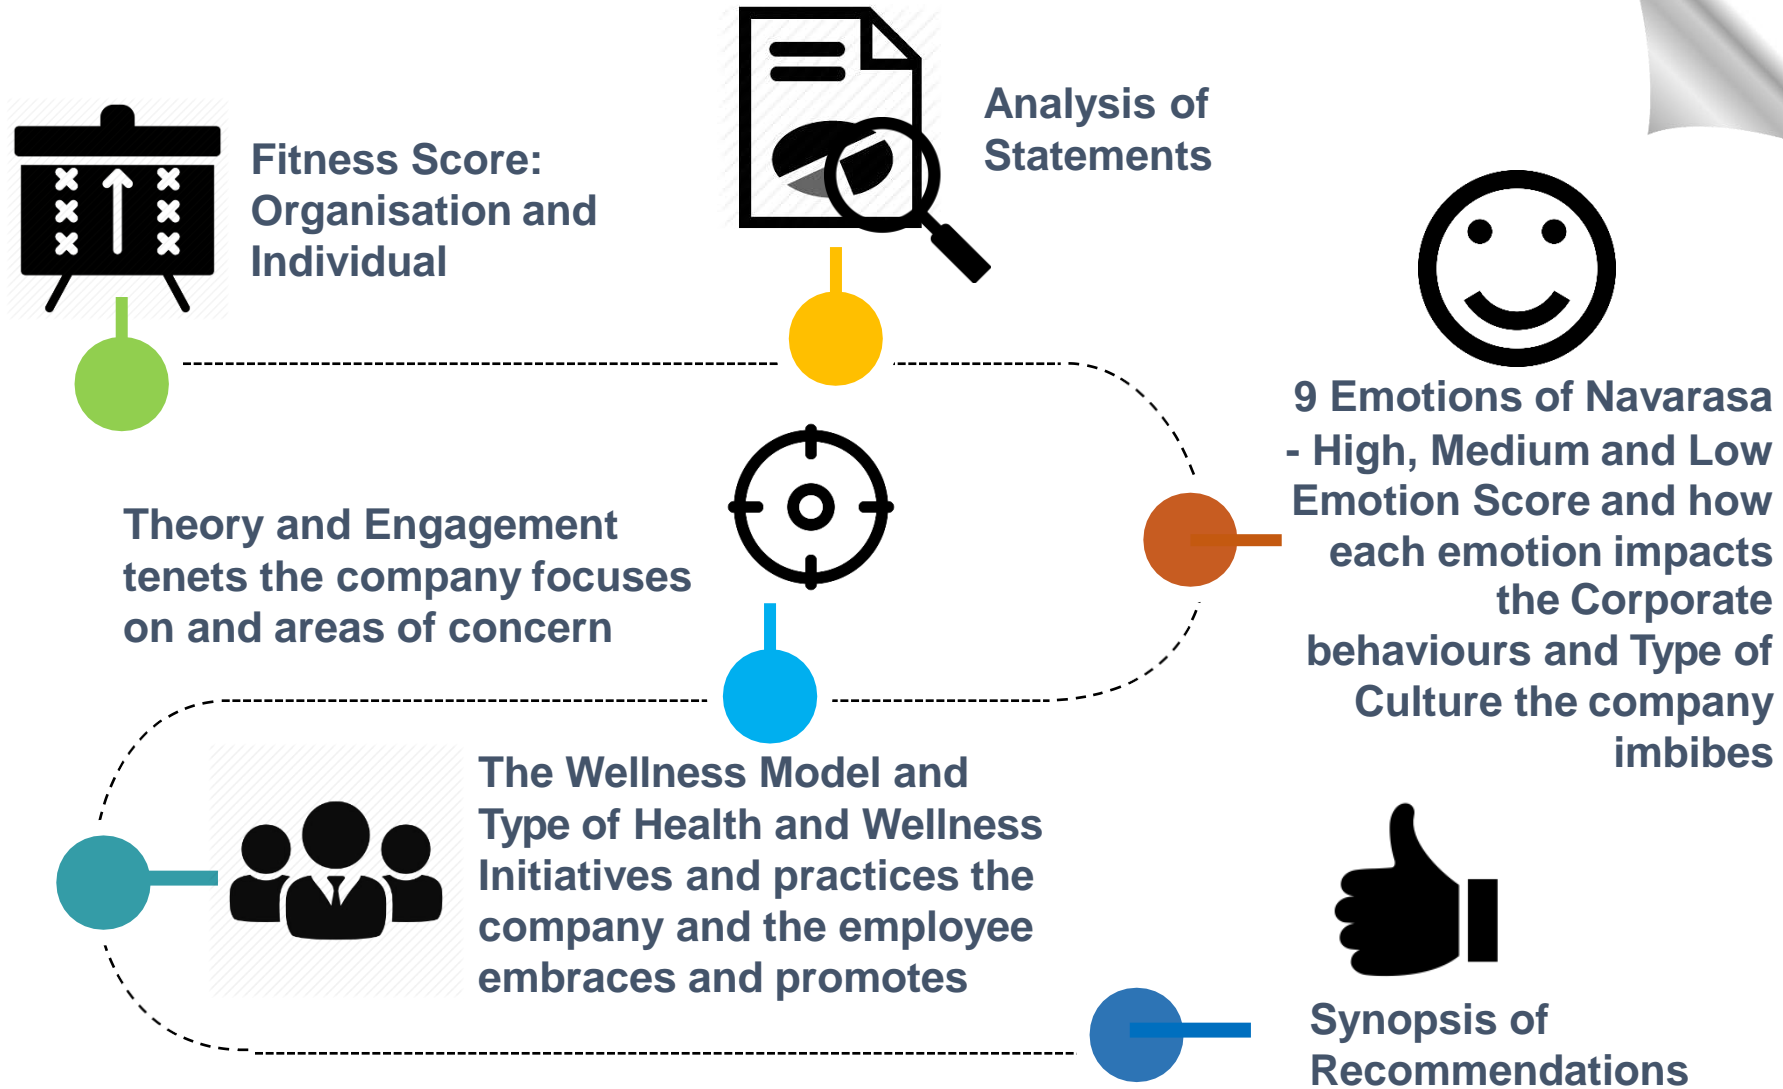 Fitness Score:
Organisation and
Individual
Analysis of
Statements
9 Emotions of Navarasa
- High, Medium and Low
Emotion Score and how
each emotion impacts
the Corporate
behaviours and Type of
Culture the company
imbibes
Theory and Engagement
tenets the company focuses
on and areas of concern
The Wellness Model and
Type of Health and Wellness
Initiatives and practices the
company and the employee
embraces and promotes
Synopsis of
Recommendations